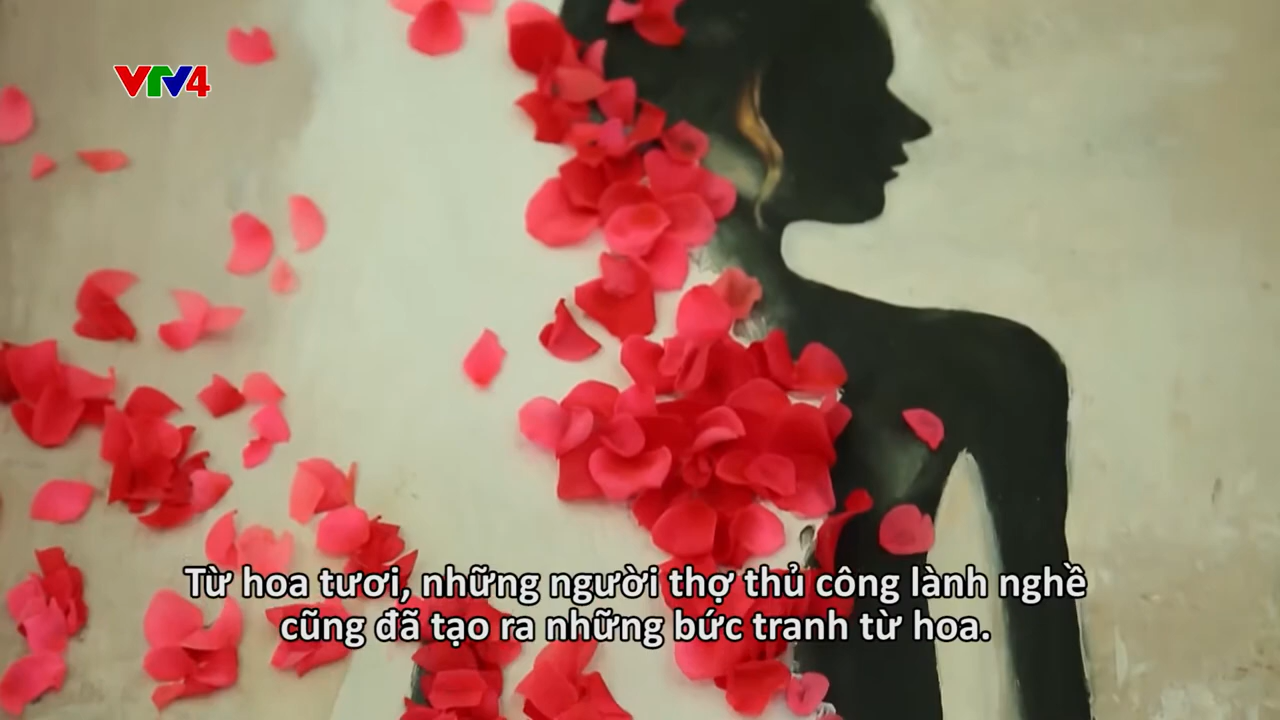 VTV4
Từ hoa tươi, những người thợ thủ công lành nghề
cũng đã tạo ra những bức tranh từ hoa.